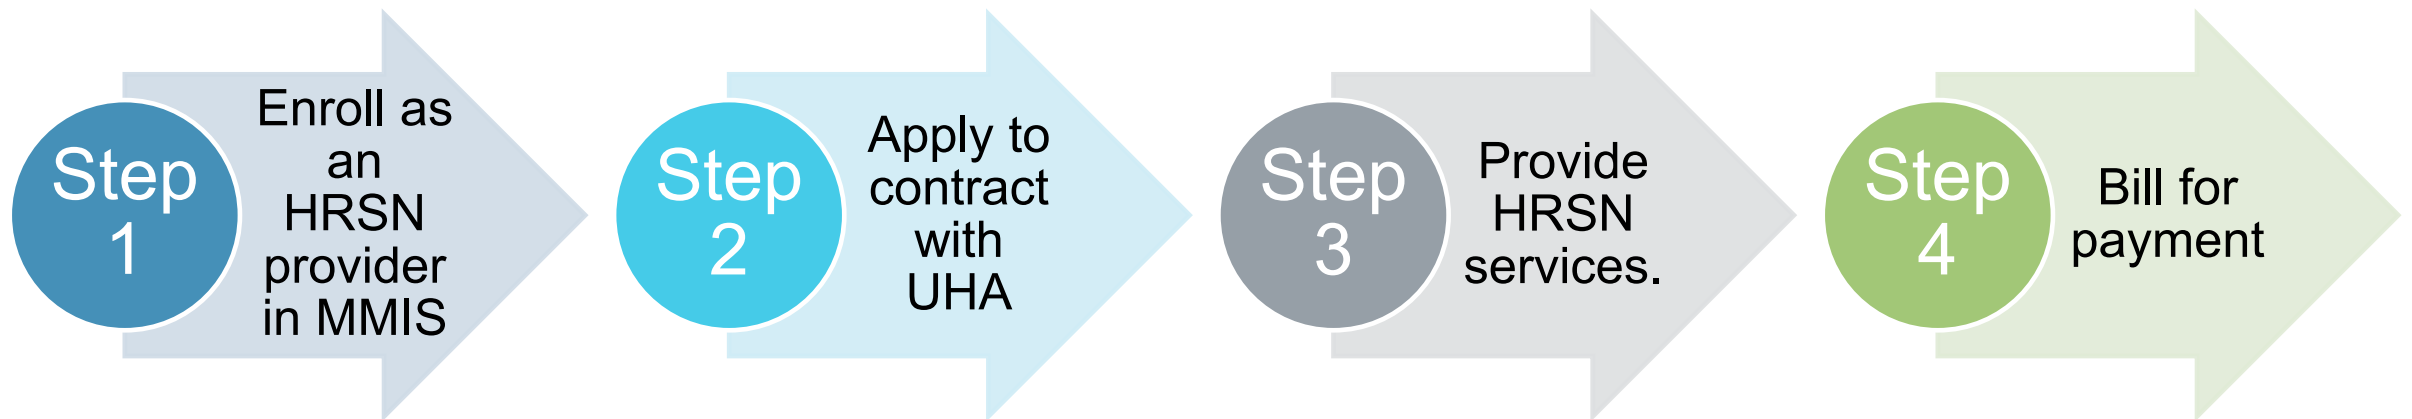 Step
1
Enroll as
an
HRSN
provider
in MMIS
Step
2
Apply to
contract
with
UHA
Step
3
Provide
HRSN
services.
Step
4
Bill for
payment